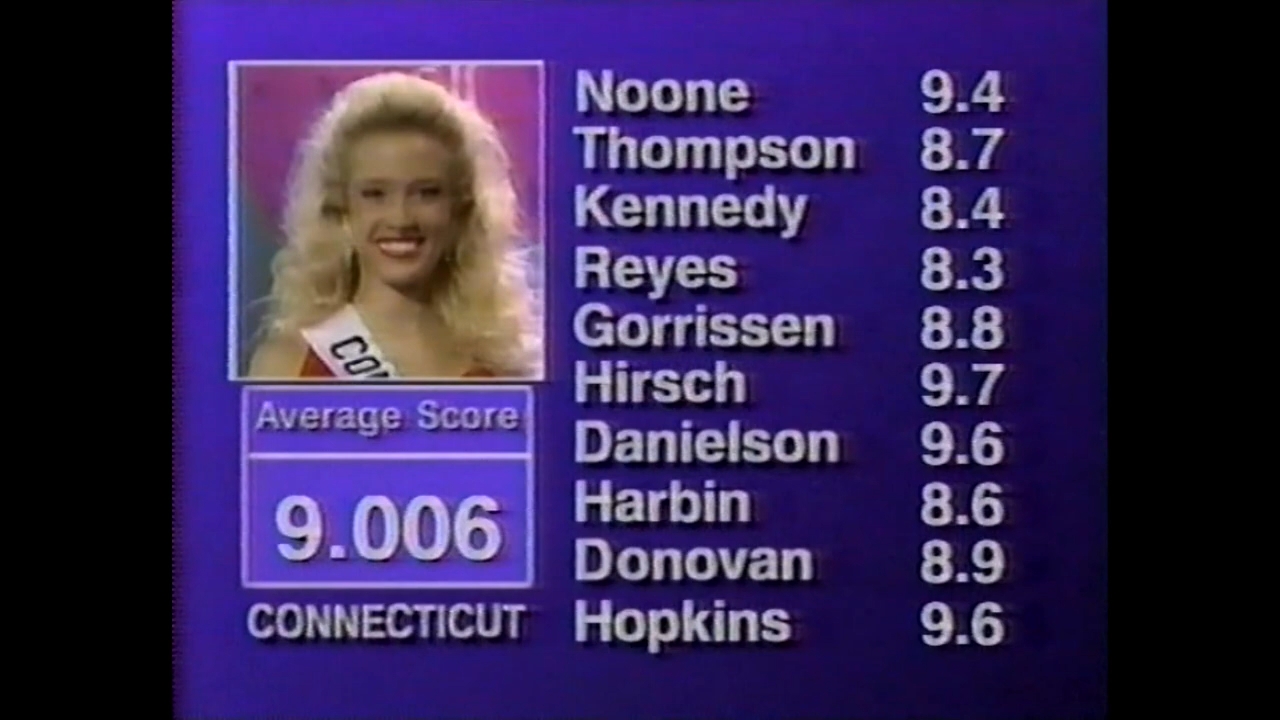 Noone 9.4
Thompson 8.7
Kennedy 8.4
Reyes 8.3
Gorrissen 8.8
Hirsch 9.7
Danielson 9.6
Harbin 8.6
Donovan 8.9
Hopkins 9.6
CON
Average Score
9.006
CONNECTICUT